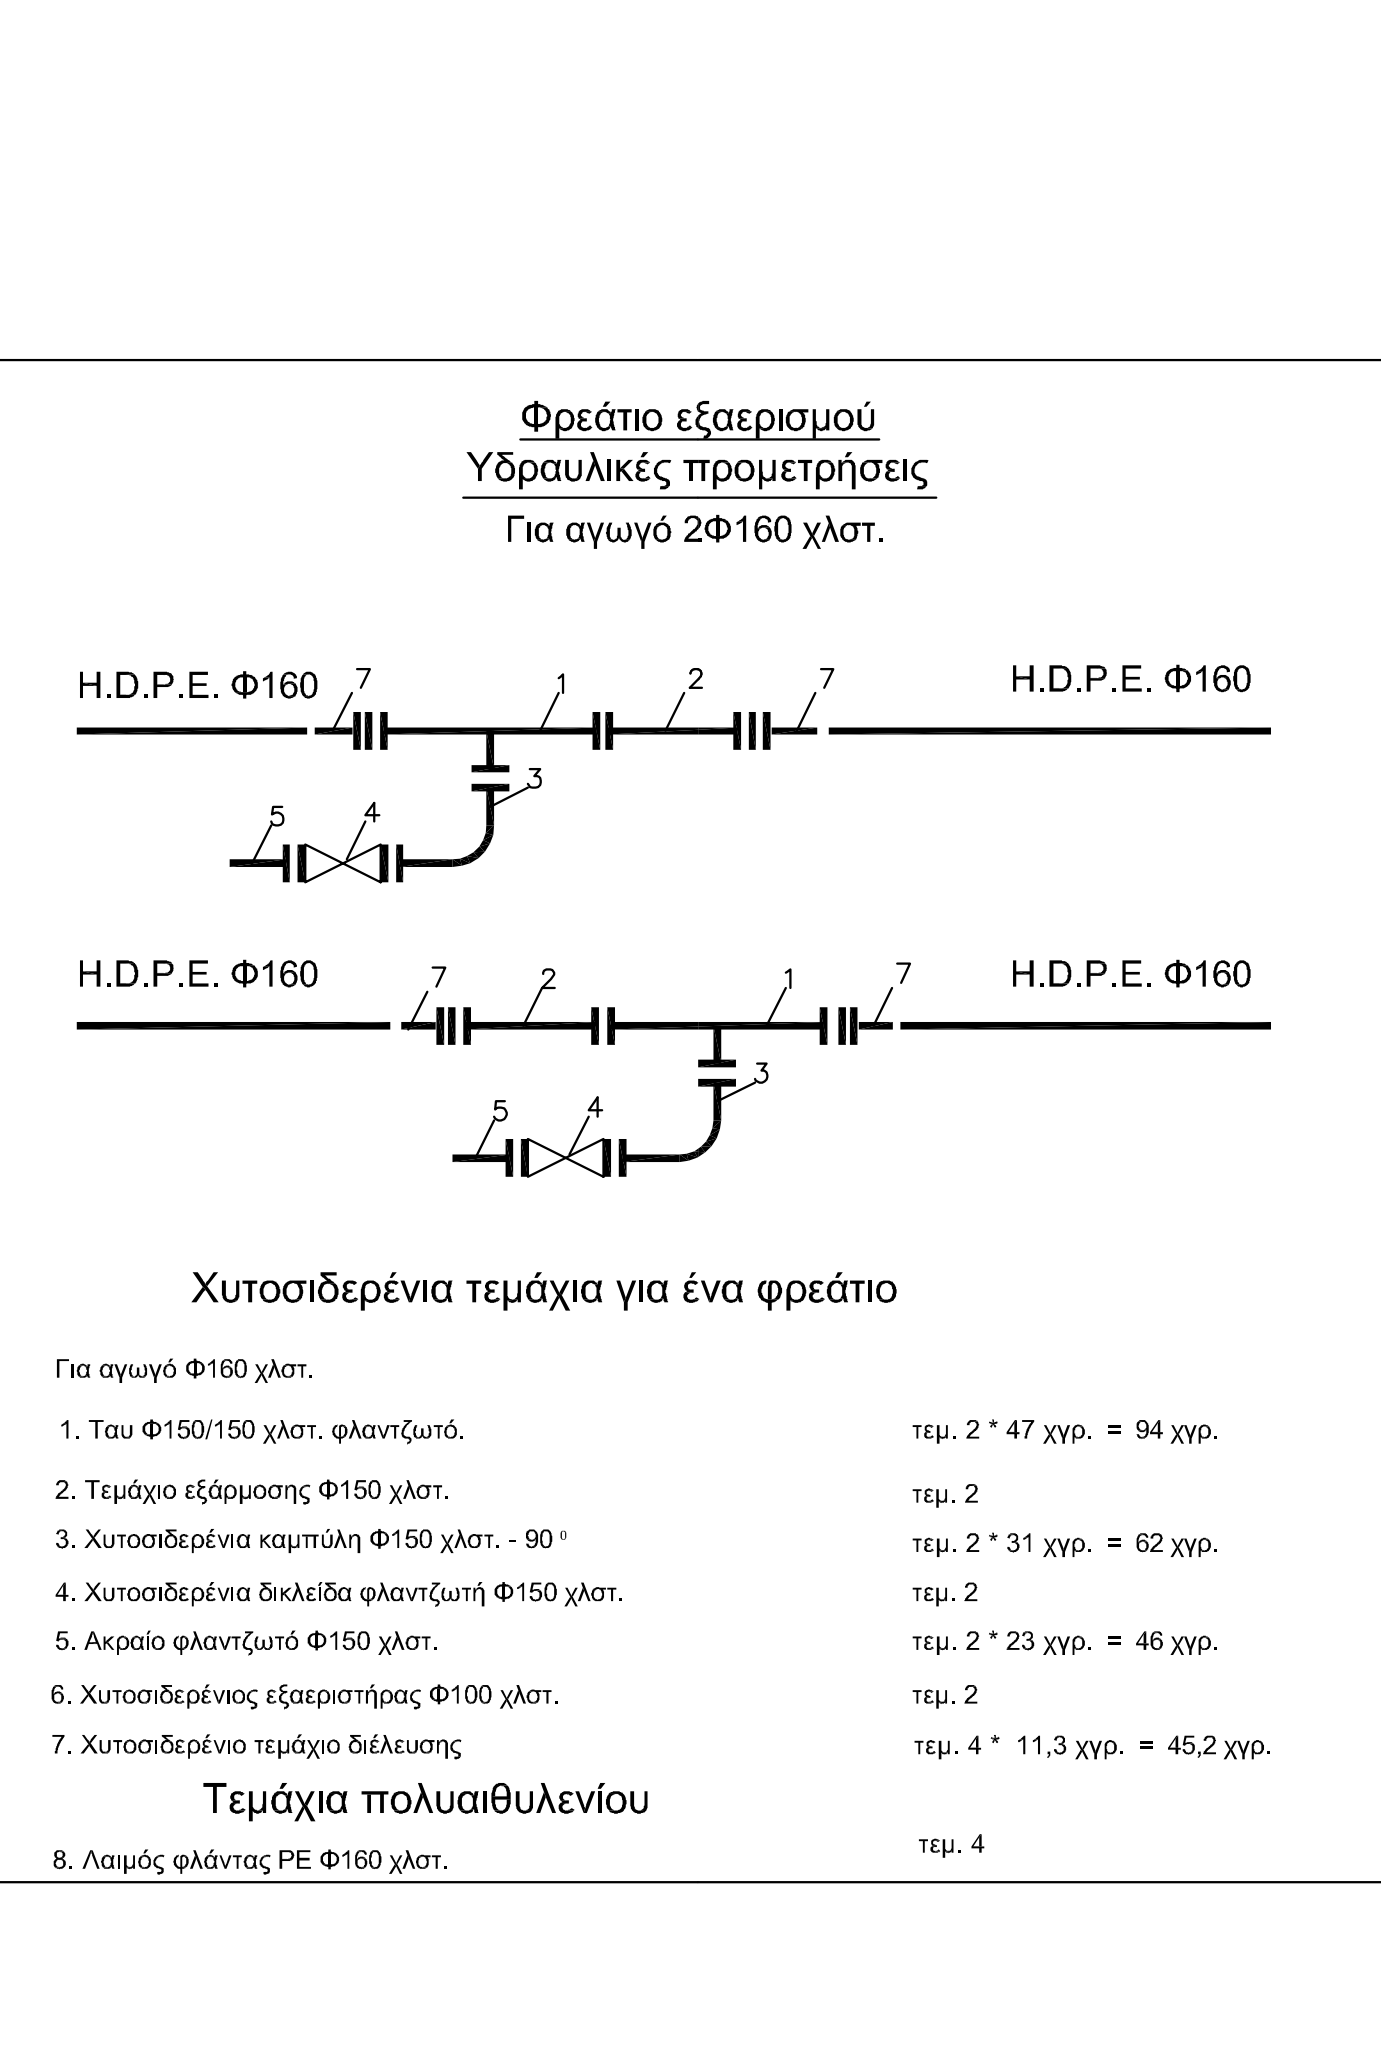 Φρεάτιο εξαερισμού
Υδραυλικές προμετρήσεις
Για αγωγό 2Φ160 χλστ.
H.D.P.E. Φ160 7 1 2 7 H.D.P.E. Φ160
3
5 4
H.D.P.E. Φ160 7 2 1 7 H.D.P.E. Φ160
3
5 4
Χυτοσιδερένια τεμάχια για ένα φρεάτιο
Για αγωγό Φ160 χλστ.
1. Ταυ Φ150/150 χλστ. φλαντζωτό. τεμ. 2 * 47 χγρ. = 94 χγρ.
2. Τεμάχιο εξάρμοσης Φ150 χλστ. τεμ. 2
3. Χυτοσιδερένια καμπύλη Φ150 χλστ. - 90 ⁰ τεμ. 2 * 31 χγρ. = 62 χγρ.
4. Χυτοσιδερένια δικλείδα φλαντζωτή Φ150 χλστ. τεμ. 2
5. Ακραίο φλαντζωτό Φ150 χλστ. τεμ. 2 * 23 χγρ. = 46 χγρ.
6. Χυτοσιδερένιος εξαεριστήρας Φ100 χλστ. τεμ. 2
7. Χυτοσιδερένιο τεμάχιο διέλευσης τεμ. 4 * 11,3 χγρ. = 45,2 χγρ.
Τεμάχια πολυαιθυλενίου
8. Λαιμός φλάντας PE Φ160 χλστ. τεμ. 4